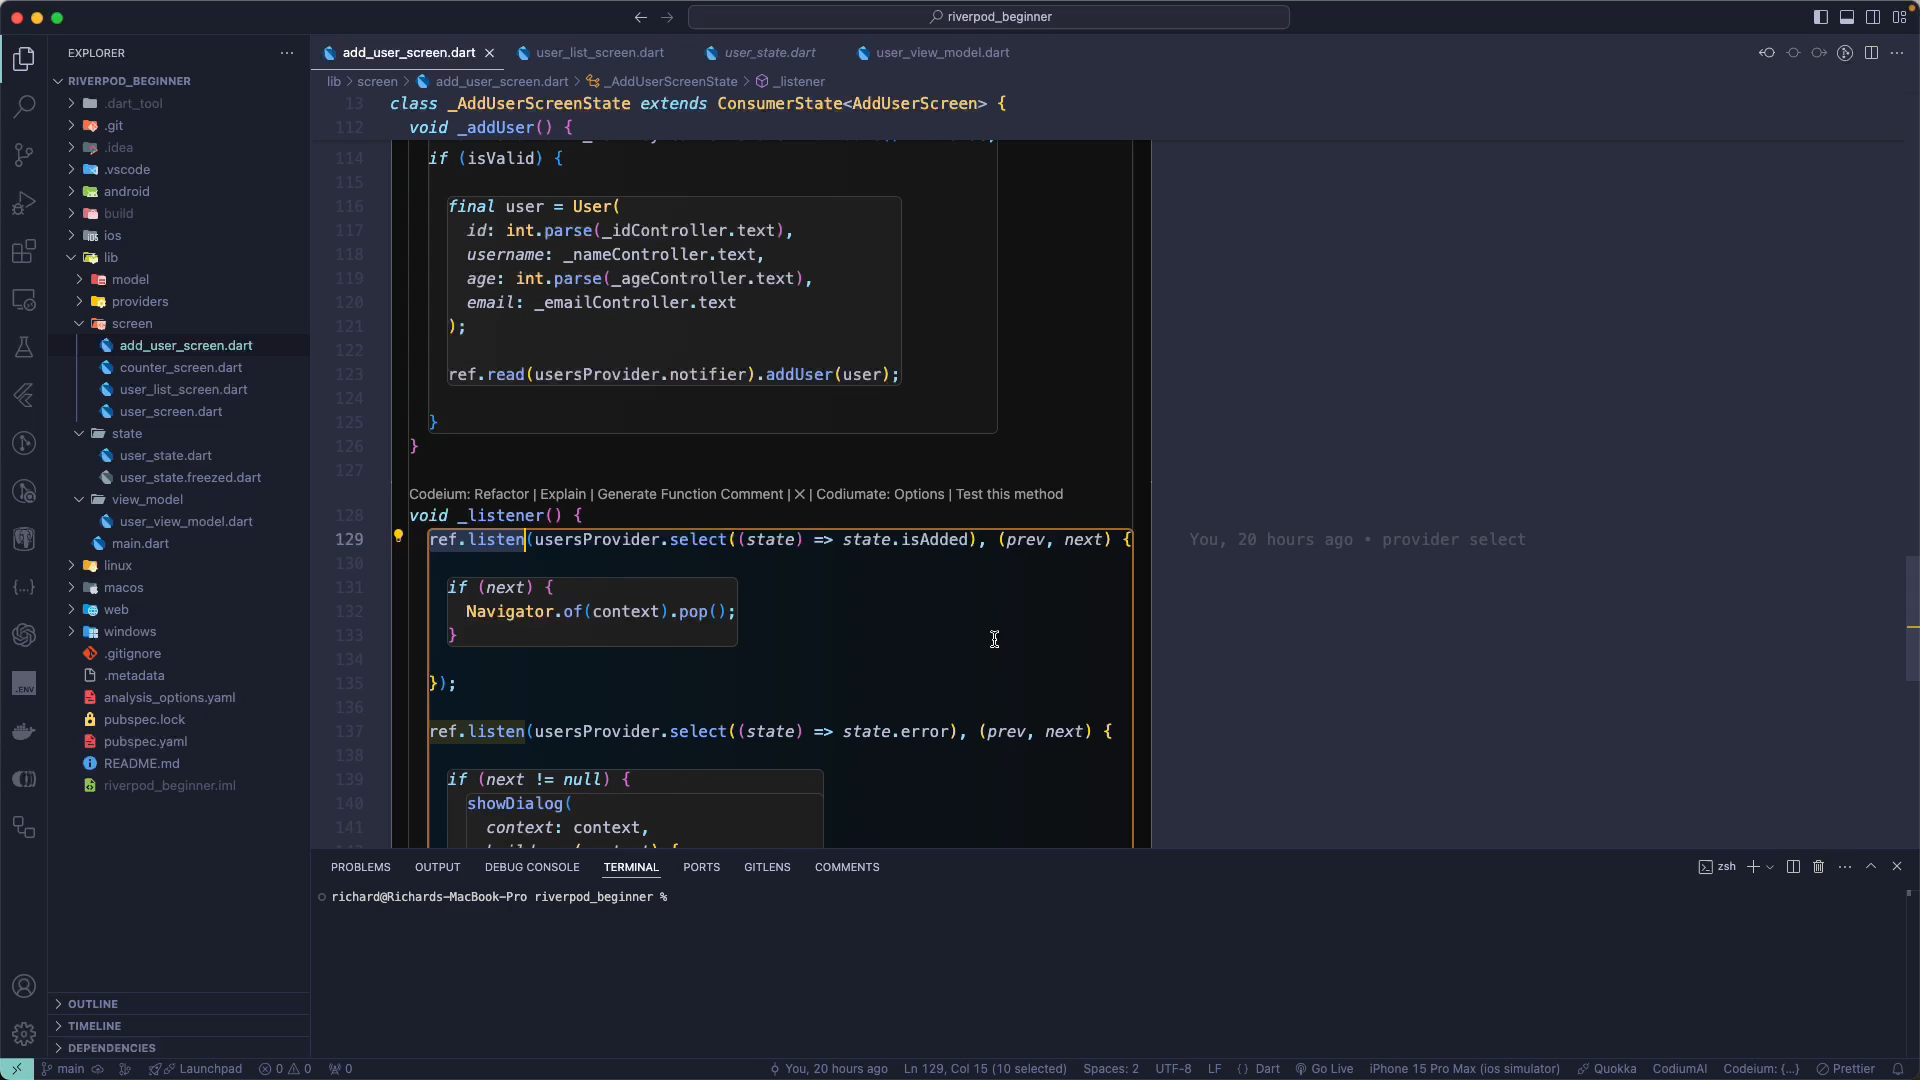 riverpod_beginner
EXPLORER
add_user_screen.dart
user_list_screen.dart
user_state.dart
user_view_model.dart
RIVERPOD_BEGINNER
.dart_tool
.git
.idea
.vscode
android
build
ios
lib
model
providers
screen
add_user_screen.dart
counter_screen.dart
user_list_screen.dart
user_screen.dart
state
user_state.dart
user_state.freezed.dart
view_model
user_view_model.dart
main.dart
linux
macos
web
windows
.gitignore
.metadata
analysis_options.yaml
pubspec.lock
pubspec.yaml
README.md
riverpod_beginner.iml
OUTLINE
TIMELINE
DEPENDENCIES
lib > screen > add_user_screen.dart > _AddUserScreenState > _listener
13 class _AddUserScreenState extends ConsumerState<AddUserScreen> {
112 void _addUser() {
114 if (isValid) {
115
116 final user = User(
117 id: int.parse(_idController.text),
118 username: _nameController.text,
119 age: int.parse(_ageController.text),
120 email: _emailController.text
121 );
122
123 ref.read(usersProvider.notifier).addUser(user);
124
125 }
126 }
127
Codeium: Refactor | Explain | Generate Function Comment | X | Codiumate: Options | Test this method
128 void _listener() {
129 ref.listen(usersProvider.select((state) => state.isAdded), (prev, next) { You, 20 hours ago • provider select
130
131 if (next) {
132 Navigator.of(context).pop();
133 }
134
135 });
136
137 ref.listen(usersProvider.select((state) => state.error), (prev, next) {
138
139 if (next != null) {
140 showDialog(
141 context: context,
PROBLEMS OUTPUT DEBUG CONSOLE TERMINAL PORTS GITLENS COMMENTS zsh
richard@Richards-MacBook-Pro riverpod_beginner %
.ENV
main Launchpad 0 0 0 You, 20 hours ago Ln 129, Col 15 (10 selected) Spaces: 2 UTF-8 LF {} Dart Go Live iPhone 15 Pro Max (ios simulator) Quokka CodiumAI Codeium: {...} Prettier